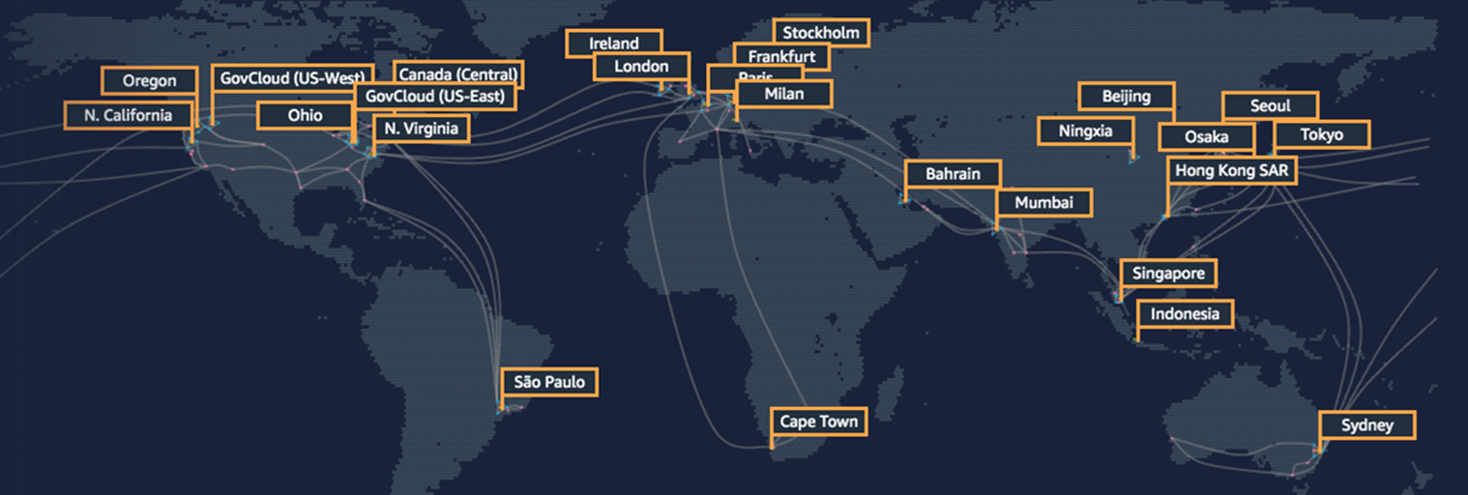 Stockholm
Ireland
Frankfurt
London
Paris
Milan
Oregon
GovCloud (US-West)
Canada (Central)
GovCloud (US-East)
N. California
Ohio
N. Virginia
Beijing
Seoul
Ningxia
Osaka
Tokyo
Hong Kong SAR
Bahrain
Mumbai
Singapore
Indonesia
São Paulo
Cape Town
Sydney